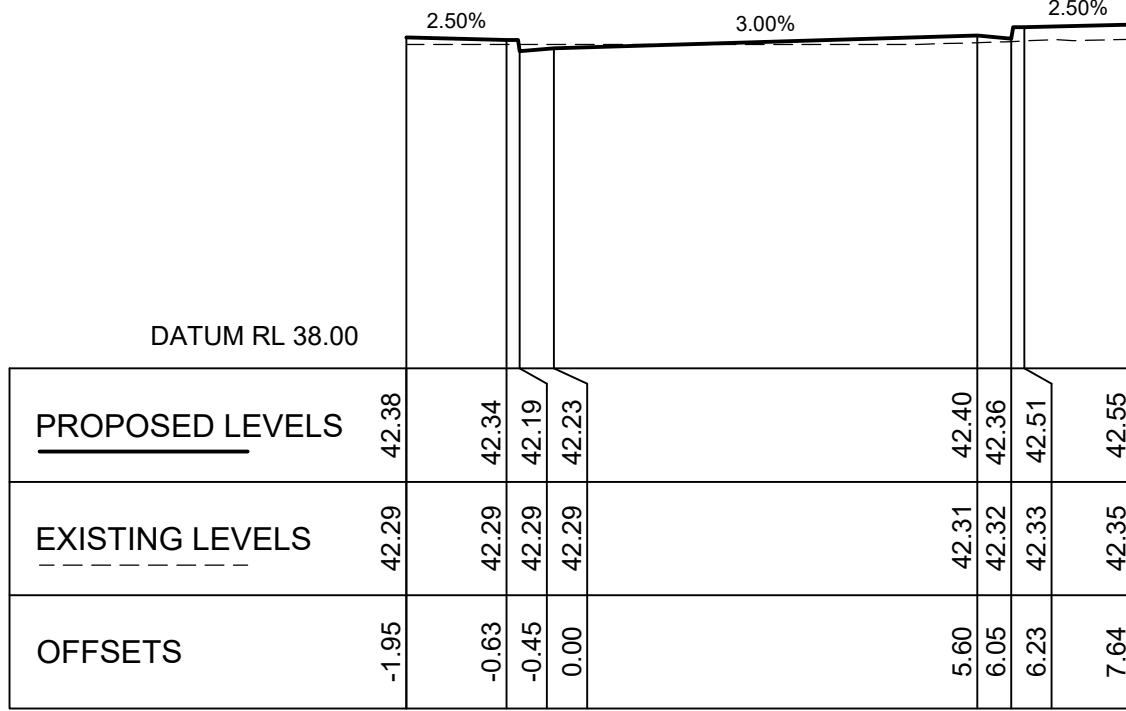 2.50% 3.00% 2.50%
DATUM RL 38.00
PROPOSED LEVELS 42.38 42.34 42.19 42.23 42.40 42.36 42.51 42.55
EXISTING LEVELS 42.29 42.29 42.29 42.29 42.31 42.32 42.33 42.35
OFFSETS -1.95 -0.63 -0.45 0.00 5.60 6.05 6.23 7.64